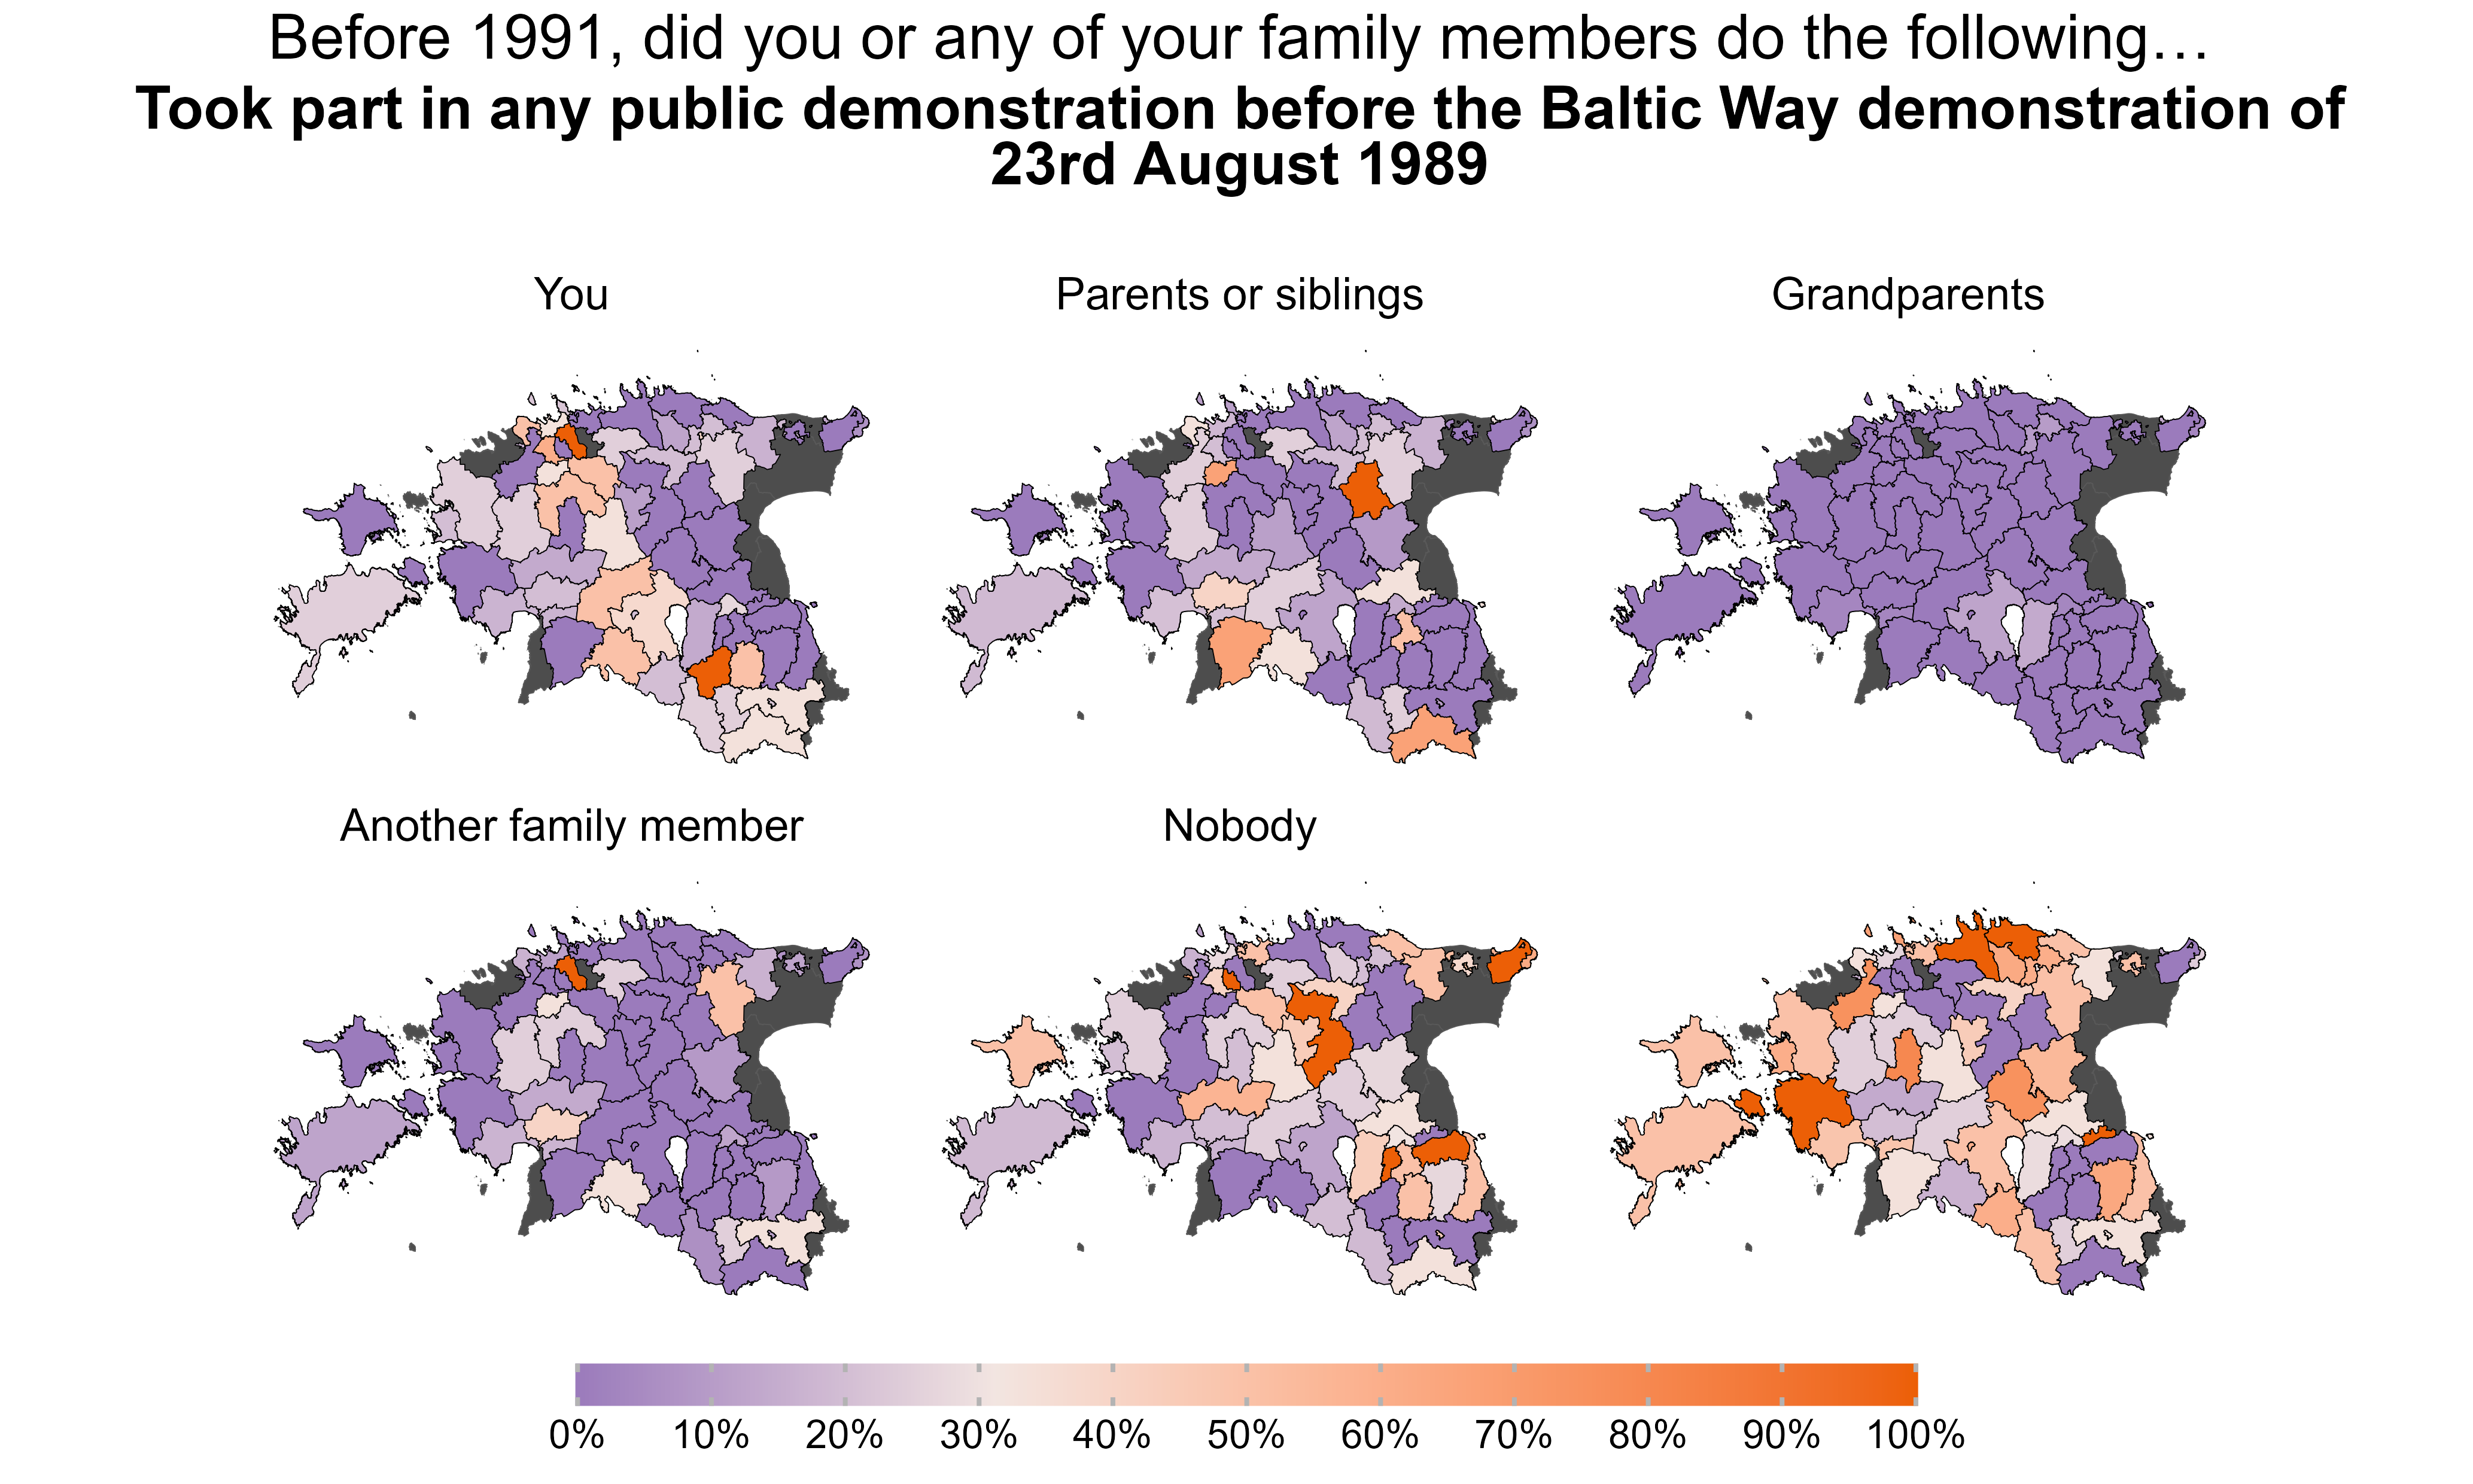 Before 1991, did you or any of your family members do the following…
Took part in any public demonstration before the Baltic Way demonstration of
23rd August 1989
You
Parents or siblings
Grandparents
Another family member
Nobody
0% 10% 20% 30% 40% 50% 60% 70% 80% 90% 100%